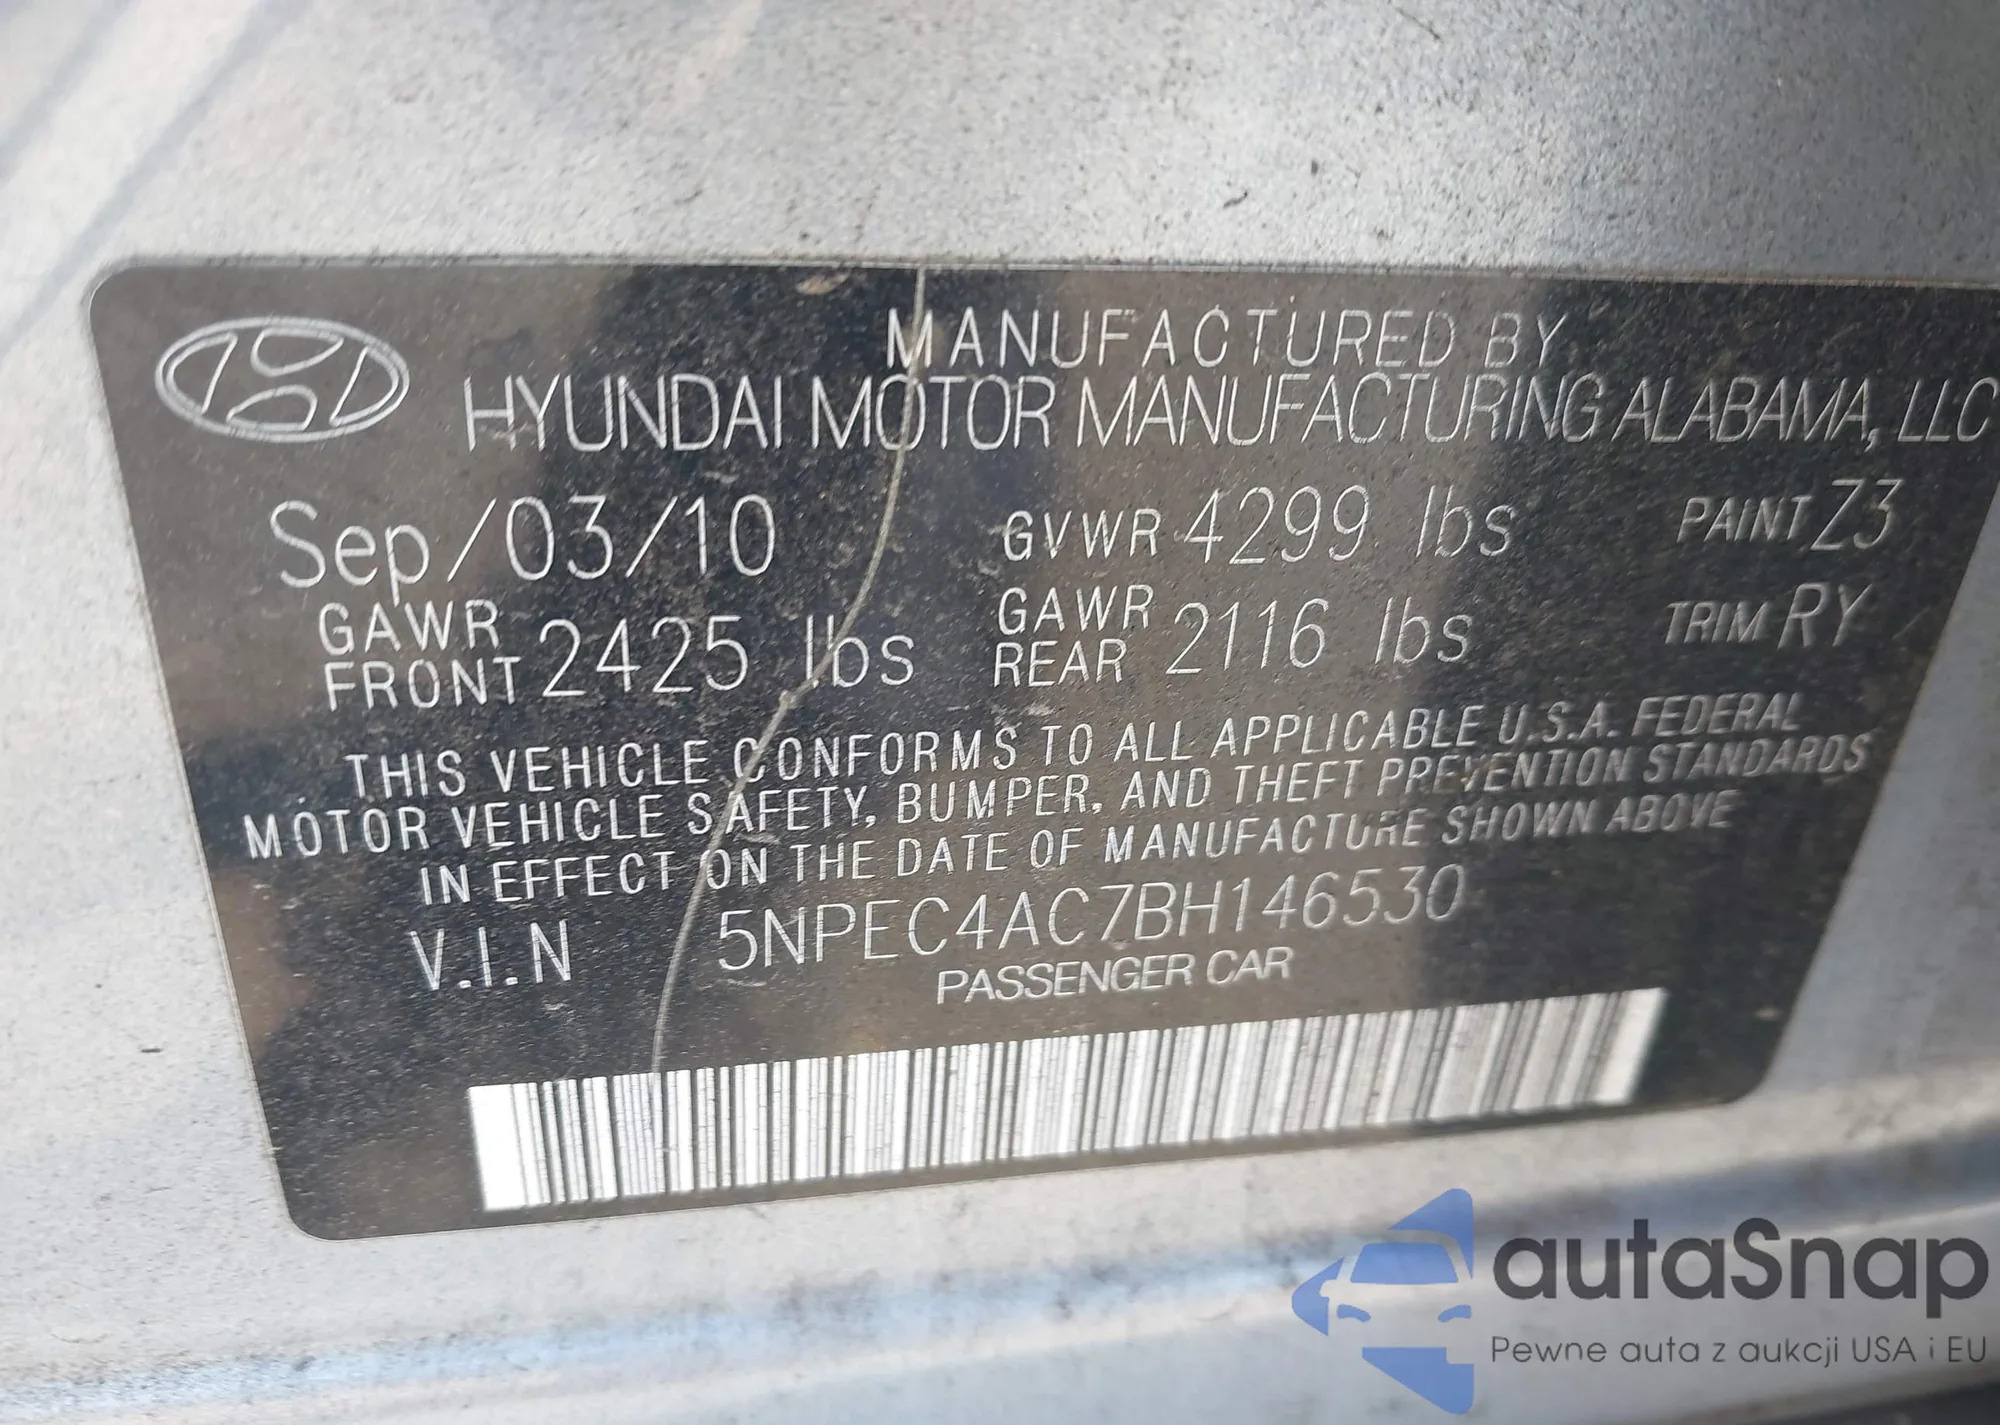 MANUFACTURED BY
HYUNDAI MOTOR MANUFACTURING ALABAMA, LLC
Sep/03/10 GVWR 4299 lbs PAINT Z3
GAWR FRONT 2425 lbs GAWR REAR 2116 lbs TRIM RY
THIS VEHICLE CONFORMS TO ALL APPLICABLE U.S.A. FEDERAL
MOTOR VEHICLE SAFETY, BUMPER, AND THEFT PREVENTION STANDARDS
IN EFFECT ON THE DATE OF MANUFACTURE SHOWN ABOVE
V.I.N 5NPEC4AC7BH146530
PASSENGER CAR
autaSnap
Pewne auta z aukcji USA i EU